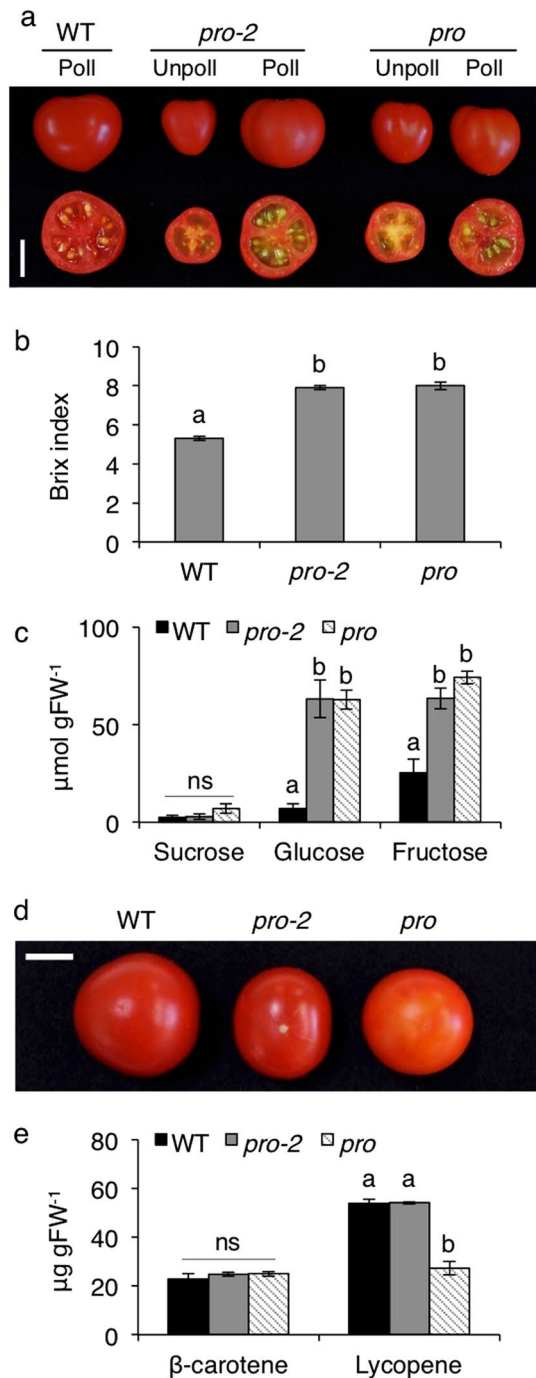 a
WT pro-2 pro
Poll Unpoll Poll Unpoll Poll
b
10
8
6
4
2
0
Brix index
a b b
WT pro-2 pro
c
WT pro-2 pro
100
50
0
µmol gFW-1
ns a b b a b b
Sucrose Glucose Fructose
d
WT pro-2 pro
e
WT pro-2 pro
80
60
40
20
0
µg gFW-1
ns a a b
β-carotene Lycopene